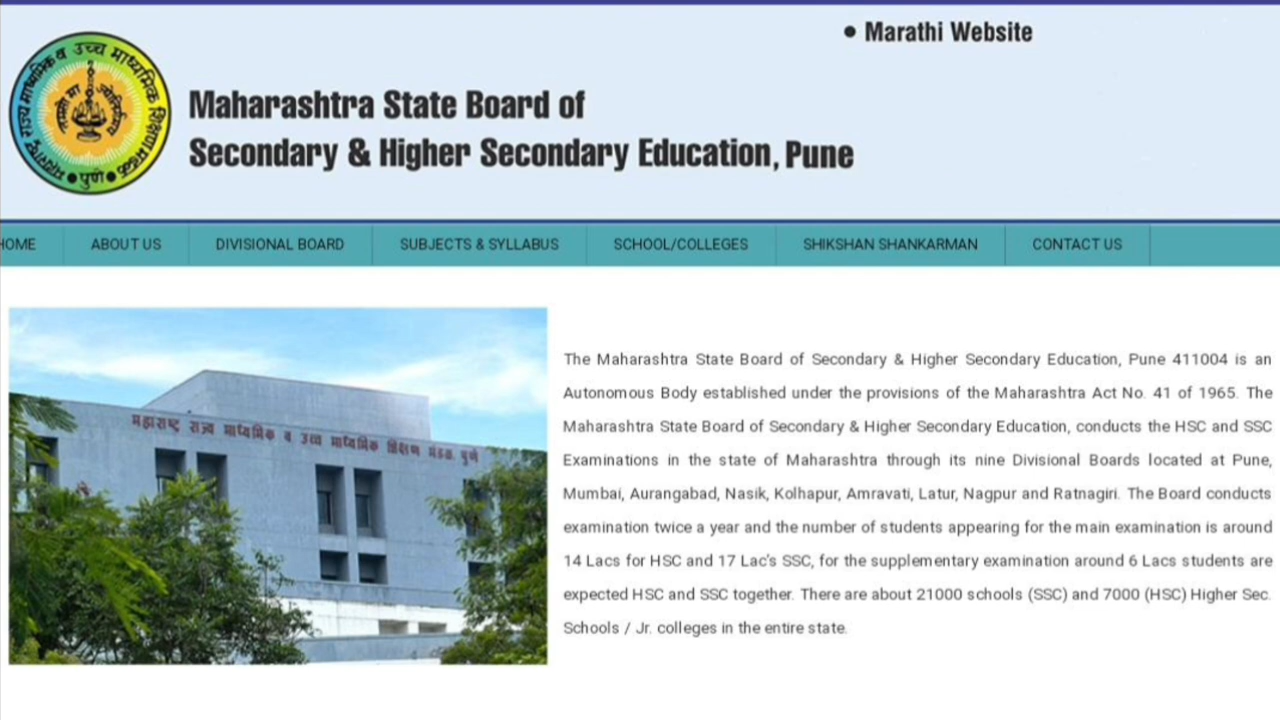 • Marathi Website
महाराष्ट्र राज्य माध्यमिक व उच्च माध्यमिक शिक्षण मंडळ
• पुणे •
तमसो मा ज्योतिर्गमय
Maharashtra State Board of
Secondary & Higher Secondary Education, Pune
HOME ABOUT US DIVISIONAL BOARD SUBJECTS & SYLLABUS SCHOOL/COLLEGES SHIKSHAN SHANKARMAN CONTACT US
महाराष्ट्र राज्य माध्यमिक व उच्च माध्यमिक शिक्षण मंडळ पुणे
The Maharashtra State Board of Secondary & Higher Secondary Education, Pune 411004 is an
Autonomous Body established under the provisions of the Maharashtra Act No. 41 of 1965. The
Maharashtra State Board of Secondary & Higher Secondary Education, conducts the HSC and SSC
Examinations in the state of Maharashtra through its nine Divisional Boards located at Pune,
Mumbai, Aurangabad, Nasik, Kolhapur, Amravati, Latur, Nagpur and Ratnagiri. The Board conducts
examination twice a year and the number of students appearing for the main examination is around
14 Lacs for HSC and 17 Lac's SSC, for the supplementary examination around 6 Lacs students are
expected HSC and SSC together. There are about 21000 schools (SSC) and 7000 (HSC) Higher Sec.
Schools / Jr. colleges in the entire state.